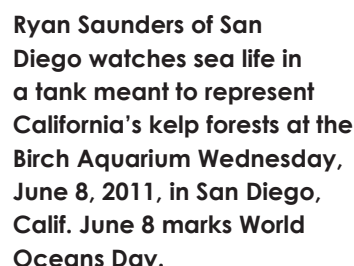 Ryan Saunders of San
Diego watches sea life in
a tank meant to represent
California’s kelp forests at the
Birch Aquarium Wednesday,
June 8, 2011, in San Diego,
Calif. June 8 marks World
Oceans Day.